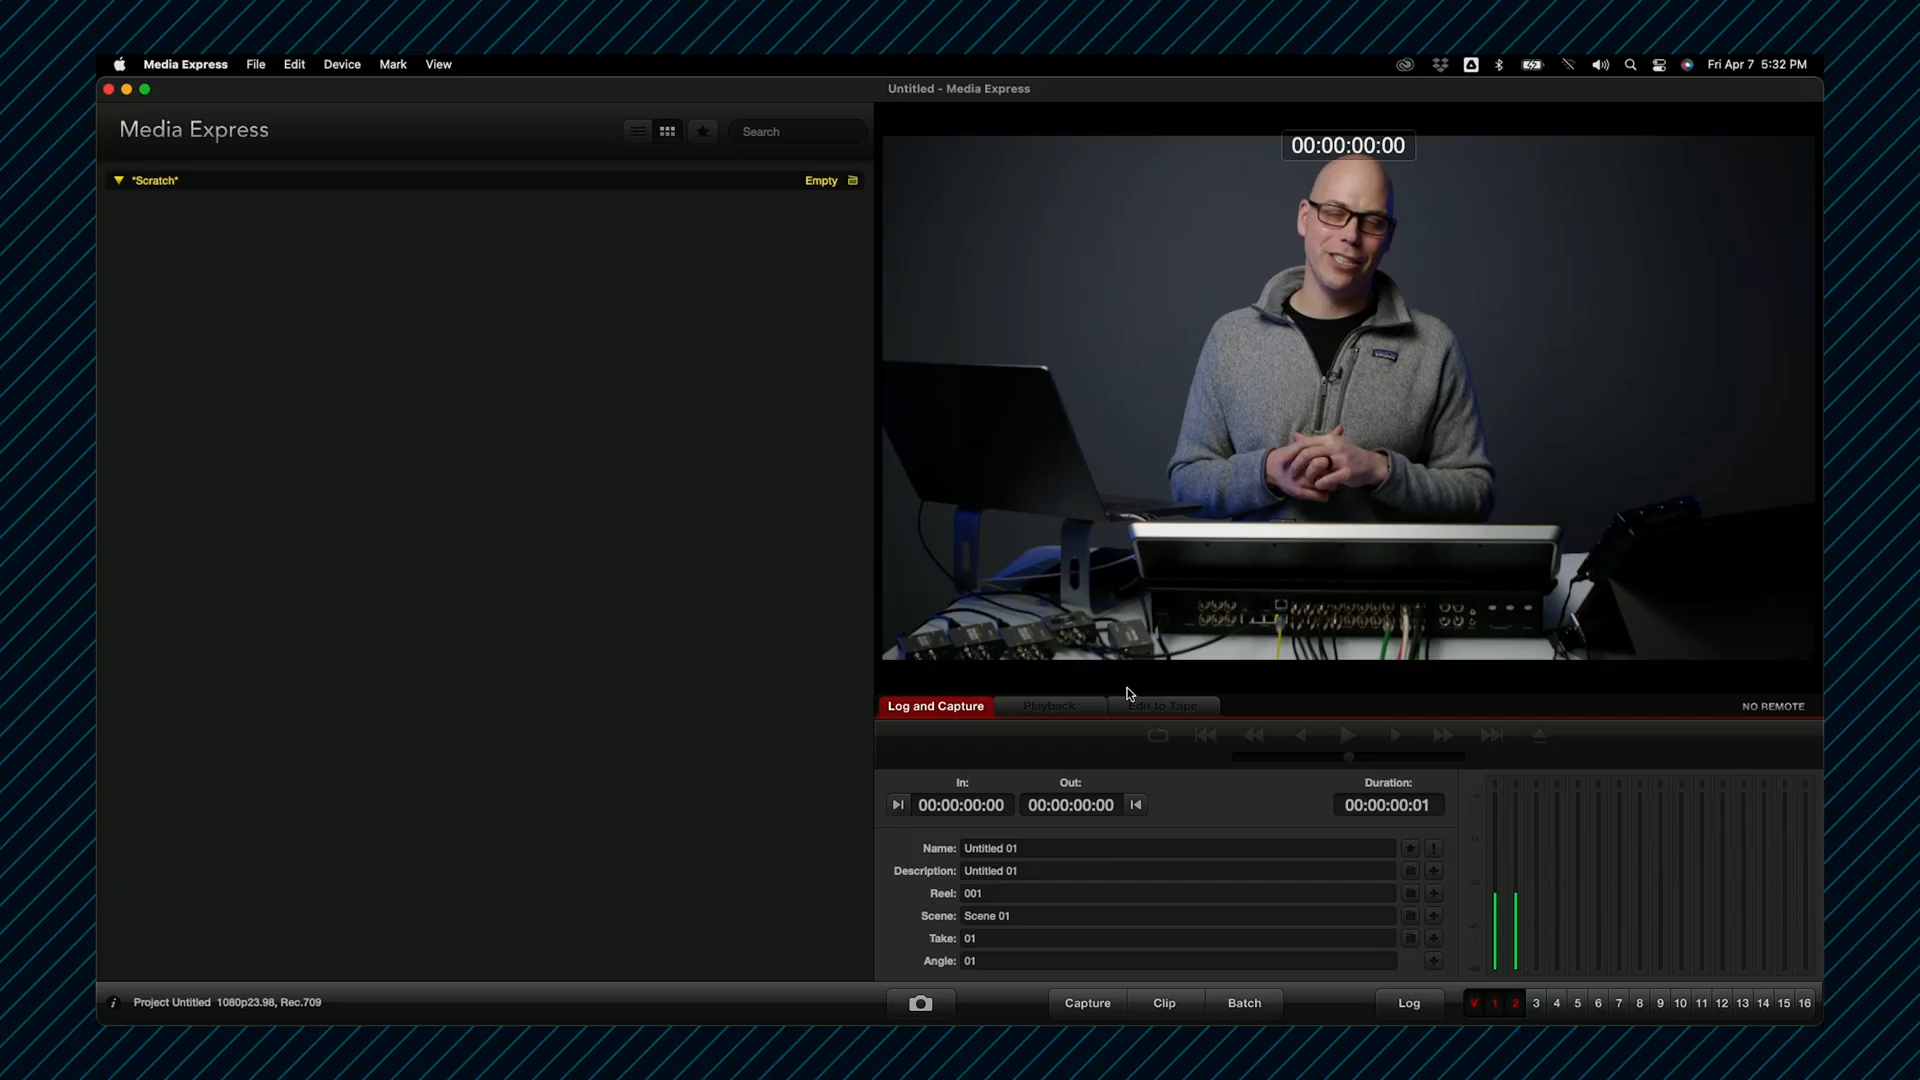 Media Express File Edit Device Mark View Fri Apr 7 5:32 PM
Untitled - Media Express
Media Express Search
*Scratch* Empty
00:00:00:00
Log and Capture Playback Edit to Tape NO REMOTE
In: Out: Duration:
00:00:00:00 00:00:00:00 00:00:00:01
Name: Untitled 01
Description: Untitled 01
Reel: 001
Scene: Scene 01
Take: 01
Angle: 01
Project Untitled 1080p23.98, Rec.709 Capture Clip Batch Log V 1 2 3 4 5 6 7 8 9 10 11 12 13 14 15 16